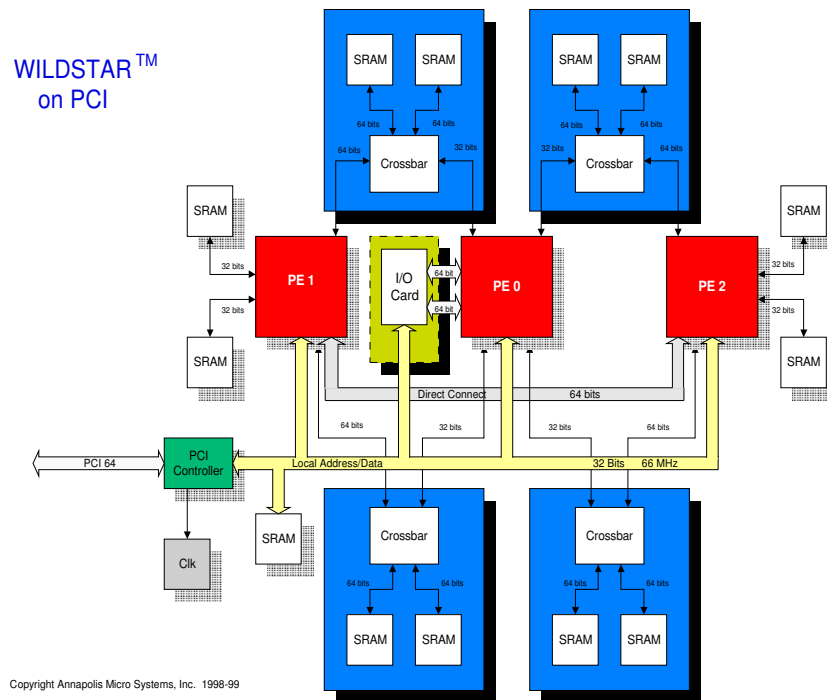 WILDSTAR™
on PCI
SRAM
SRAM
64 bits
64 bits
64 bits
32 bits
Crossbar
SRAM
SRAM
64 bits
64 bits
32 bits
64 bits
Crossbar
SRAM
32 bits
32 bits
SRAM
PE 1
I/O
Card
64 bit
64 bit
PE 0
PE 2
SRAM
32 bits
32 bits
SRAM
Direct Connect 64 bits
64 bits
32 bits
32 bits
64 bits
PCI 64
PCI
Controller
Local Address/Data 32 Bits 66 MHz
Clk
SRAM
Crossbar
64 bits
64 bits
SRAM
SRAM
Crossbar
64 bits
64 bits
SRAM
SRAM
Copyright Annapolis Micro Systems, Inc. 1998-99